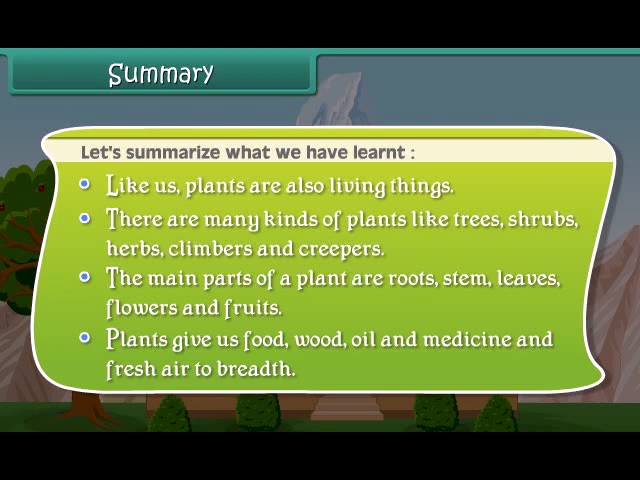 Summary
Let's summarize what we have learnt :
Like us, plants are also living things.
There are many kinds of plants like trees, shrubs,
herbs, climbers and creepers.
The main parts of a plant are roots, stem, leaves,
flowers and fruits.
Plants give us food, wood, oil and medicine and
fresh air to breadth.